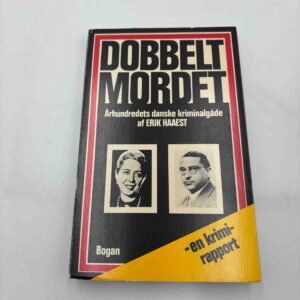 DOBBELT
MORDET
Århundredets danske kriminalgåde
af ERIK HAAEST
Bogan
-en krimi-
rapport